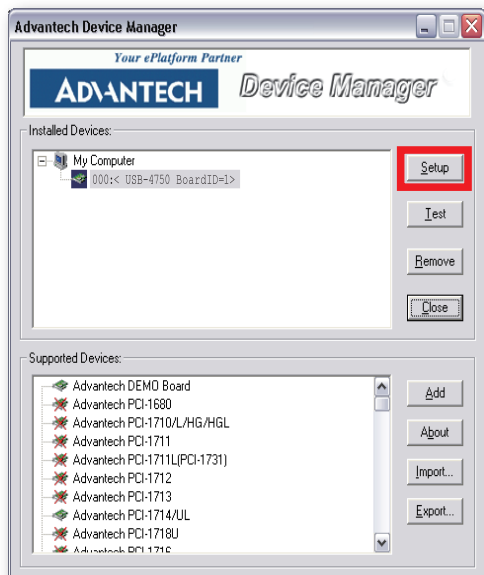 Advantech Device Manager
Your ePlatform Partner
ADVANTECH Device Manager
Installed Devices:
My Computer
000:< USB-4750 BoardID=1>
Setup
Test
Remove
Close
Supported Devices:
Advantech DEMO Board
Advantech PCI-1680
Advantech PCI-1710/L/HG/HGL
Advantech PCI-1711
Advantech PCI-1711L(PCI-1731)
Advantech PCI-1712
Advantech PCI-1713
Advantech PCI-1714/UL
Advantech PCI-1718U
Advantech PCI-1716
Add
About
Import...
Export...